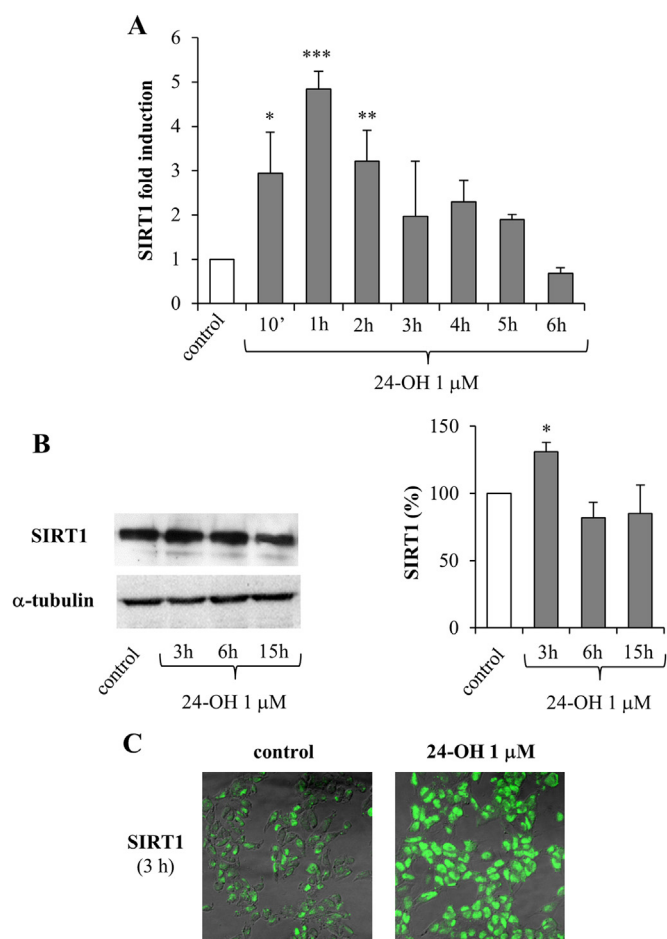 A
SIRT1 fold induction
6
5
4
3
2
1
0
*
***
**
control
10’
1h
2h
3h
4h
5h
6h
24-OH 1 μM
B
SIRT1
α-tubulin
control
3h
6h
15h
24-OH 1 μM
SIRT1 (%)
150
100
50
0
*
control
3h
6h
15h
24-OH 1 μM
C
control
24-OH 1 μM
SIRT1
(3 h)